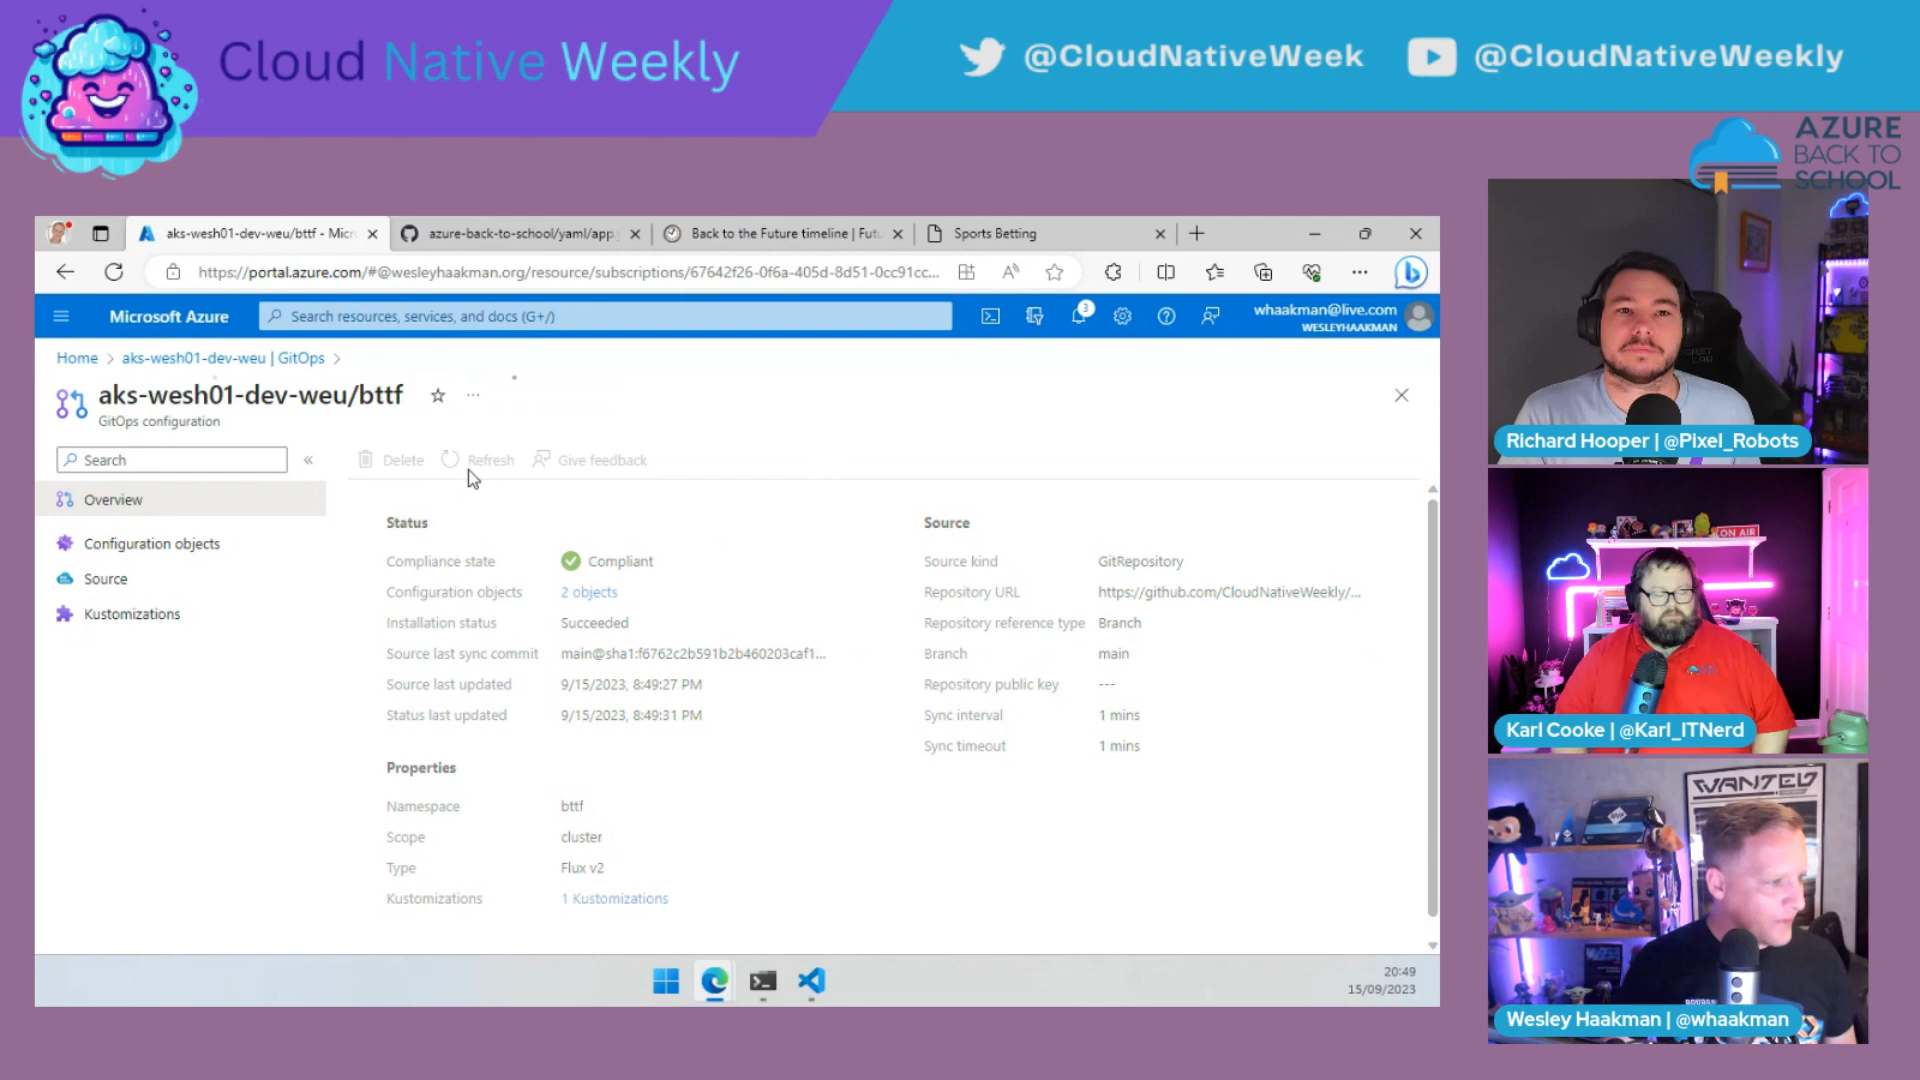 Cloud Native Weekly
@CloudNativeWeek
@CloudNativeWeekly
AZURE
BACK TO
SCHOOL
aks-wesh01-dev-weu/bttf - Micr
azure-back-to-school/yaml/app.
Back to the Future timeline | Futu
Sports Betting
https://portal.azure.com/#@wesleyhaakman.org/resource/subscriptions/67642f26-0f6a-405d-8d51-0cc91cc...
Microsoft Azure
Search resources, services, and docs (G+/)
3
whaakman@live.com
WESLEYHAAKMAN
Home > aks-wesh01-dev-weu | GitOps >
aks-wesh01-dev-weu/bttf
GitOps configuration
Search
«
Delete
Refresh
Give feedback
Overview
Configuration objects
Source
Kustomizations
Status
Compliance state
Compliant
Configuration objects
2 objects
Installation status
Succeeded
Source last sync commit
main@sha1:f6762c2b591b2b460203caf1...
Source last updated
9/15/2023, 8:49:27 PM
Status last updated
9/15/2023, 8:49:31 PM
Properties
Namespace
bttf
Scope
cluster
Type
Flux v2
Kustomizations
1 Kustomizations
Source
Source kind
GitRepository
Repository URL
https://github.com/CloudNativeWeekly/...
Repository reference type
Branch
Branch
main
Repository public key
---
Sync interval
1 mins
Sync timeout
1 mins
20:49
15/09/2023
Richard Hooper | @Pixel_Robots
ON AIR
Karl Cooke | @Karl_ITNerd
WANTED
Wesley Haakman | @whaakman